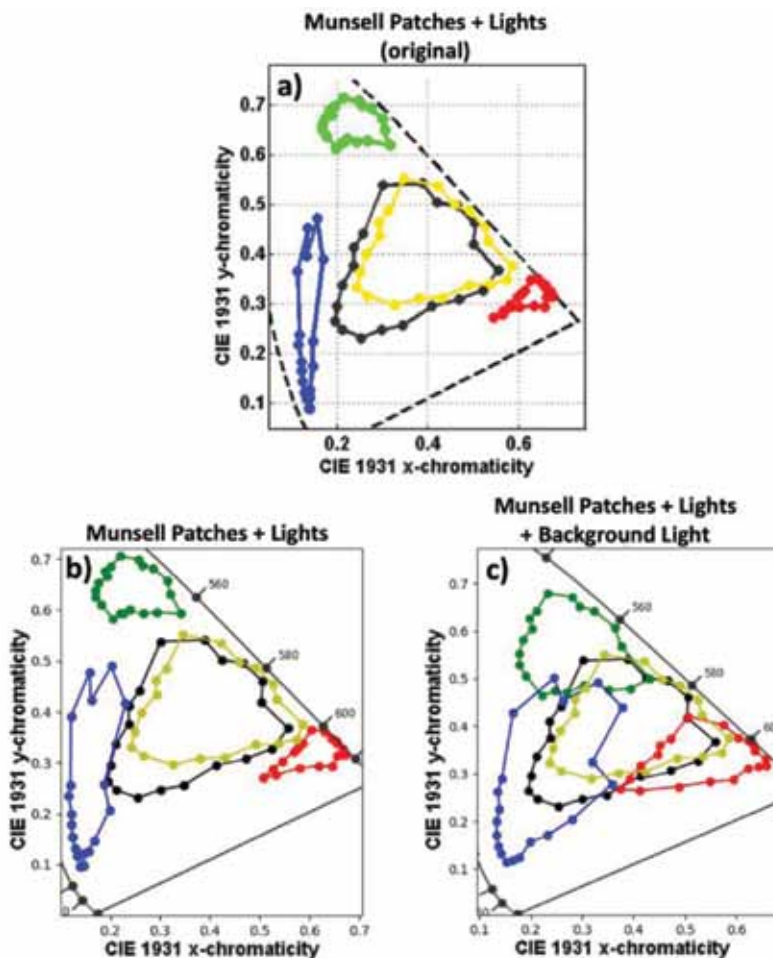 Munsell Patches + Lights
(original)
a)
0.7
0.6
0.5
0.4
0.3
0.2
0.1
CIE 1931 y-chromaticity
0.2 0.4 0.6
CIE 1931 x-chromaticity
Munsell Patches + Lights
b)
0.7
0.6
0.5
0.4
0.3
0.2
0.1
CIE 1931 y-chromaticity
560
580
600
0.2 0.3 0.4 0.5 0.6 0.7
CIE 1931 x-chromaticity
Munsell Patches + Lights
+ Background Light
c)
0.7
0.6
0.5
0.4
0.3
0.2
0.1
CIE 1931 y-chromaticity
560
580
60
0.1 0.2 0.3 0.4 0.5 0.6
CIE 1931 x-chromaticity